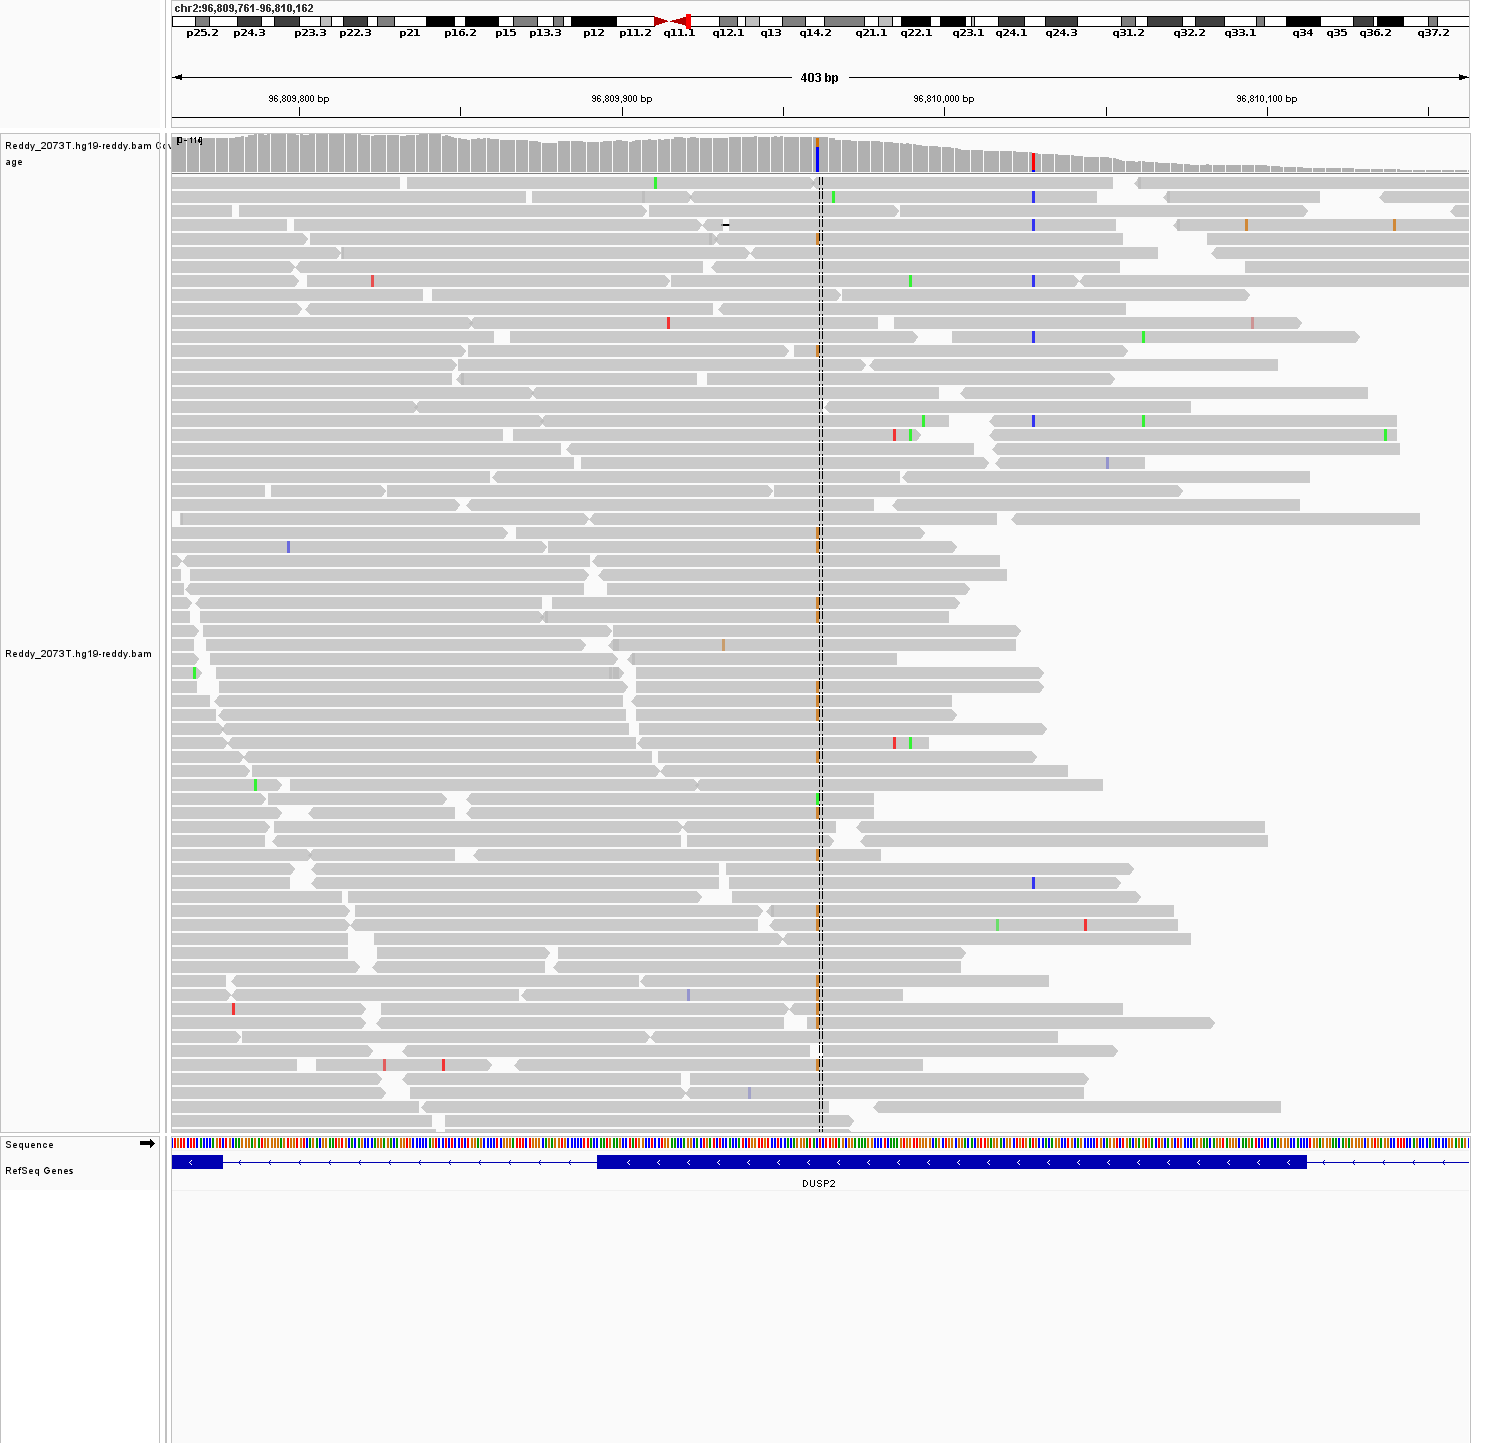 chr2:96,809,761-96,810,162
p25.2 p24.3 p23.3 p22.3 p21 p16.2 p15 p13.3 p12 p11.2 q11.1 q12.1 q13 q14.2 q21.1 q22.1 q23.1 q24.1 q24.3 q31.2 q32.2 q33.1 q34 q35 q36.2 q37.2
403 bp
96,809,800 bp 96,809,900 bp 96,810,000 bp 96,810,100 bp
Reddy_2073T.hg19-reddy.bam Cov
age
Reddy_2073T.hg19-reddy.bam
Sequence
RefSeq Genes
DUSP2